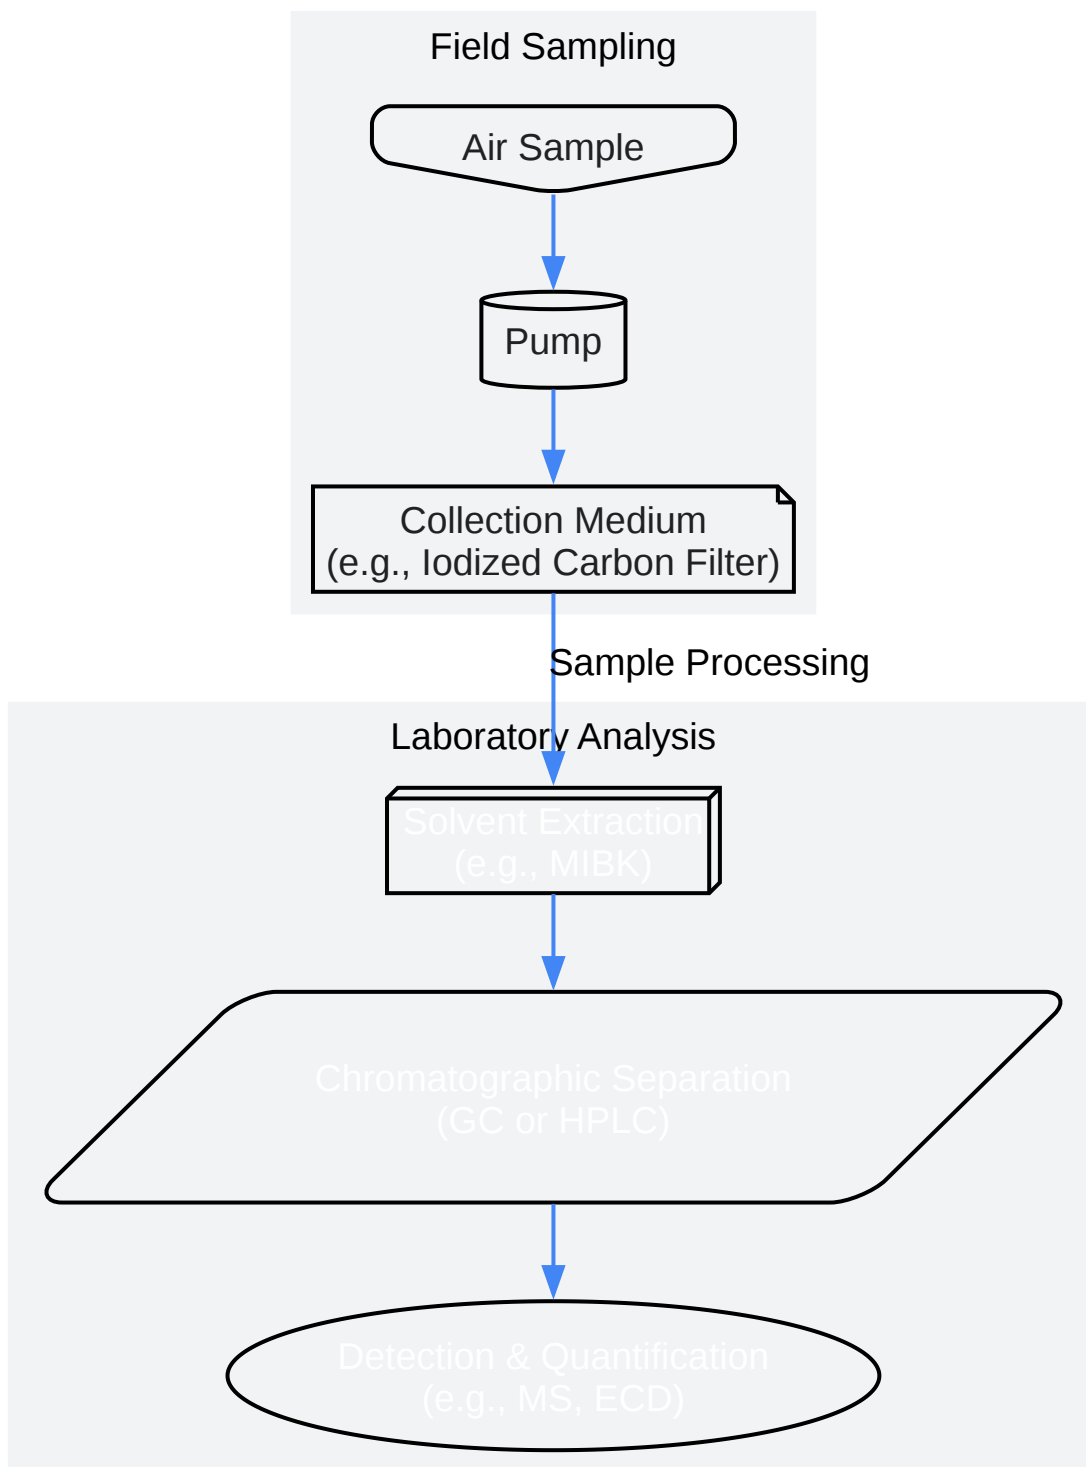 Field Sampling
Air Sample
Pump
Collection Medium
(e.g., Iodized Carbon Filter)
Sample Processing
Laboratory Analysis
Solvent Extraction
(e.g., MIBK)
Chromatographic Separation
(GC or HPLC)
Detection & Quantification
(e.g., MS, ECD)